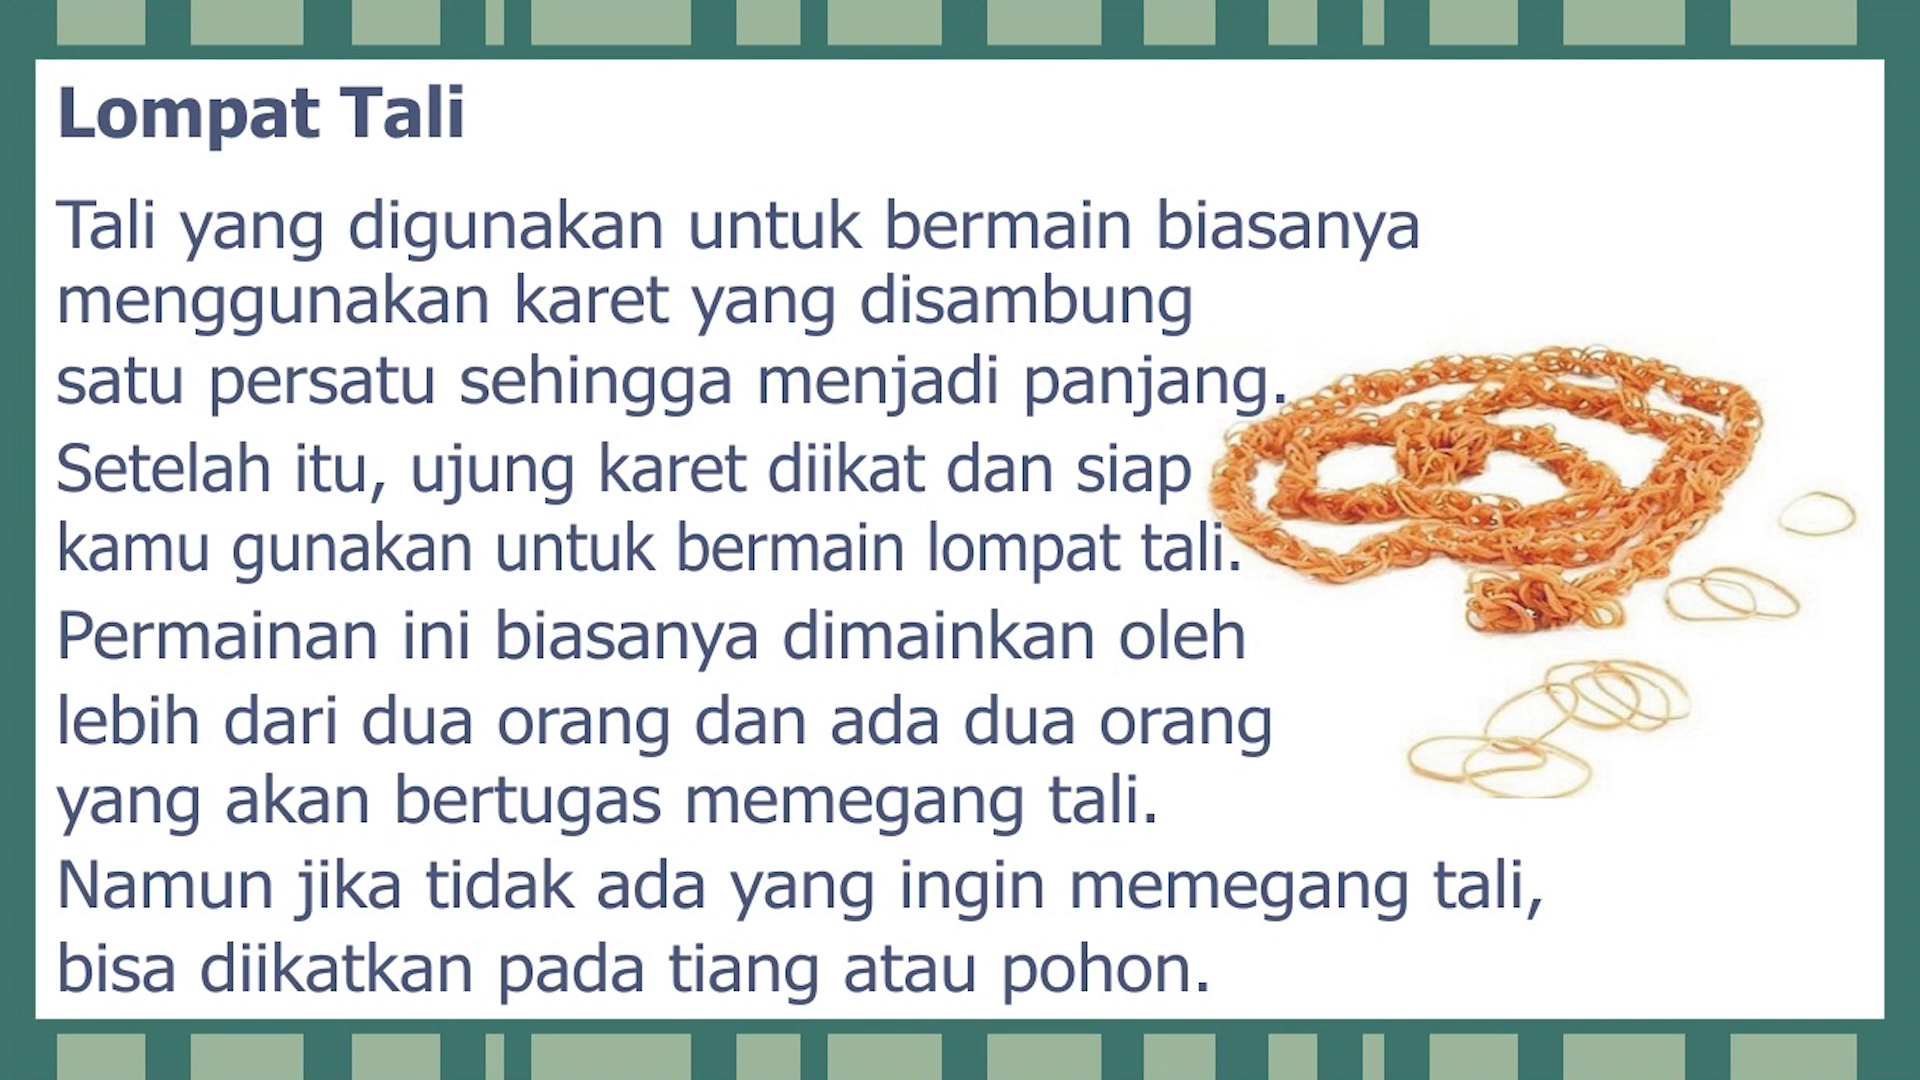 Lompat Tali
Tali yang digunakan untuk bermain biasanya
menggunakan karet yang disambung
satu persatu sehingga menjadi panjang.
Setelah itu, ujung karet diikat dan siap
kamu gunakan untuk bermain lompat tali.
Permainan ini biasanya dimainkan oleh
lebih dari dua orang dan ada dua orang
yang akan bertugas memegang tali.
Namun jika tidak ada yang ingin memegang tali,
bisa diikatkan pada tiang atau pohon.